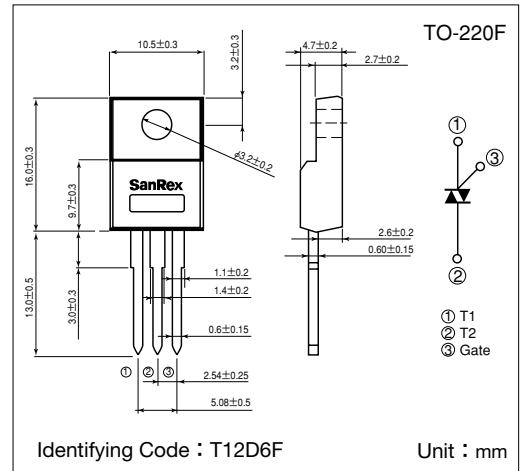 TO-220F
10.5±0.3
4.7±0.2
2.7±0.2
3.2±0.3
16.0±0.3
9.7±0.3
φ3.2±0.2
SanRex
①
③
②
2.6±0.2
0.60±0.15
13.0±0.5
3.0±0.3
1.1±0.2
1.4±0.2
0.6±0.15
① ② ③
2.54±0.25
5.08±0.5
① T1
② T2
③ Gate
Identifying Code：T12D6F
Unit：mm